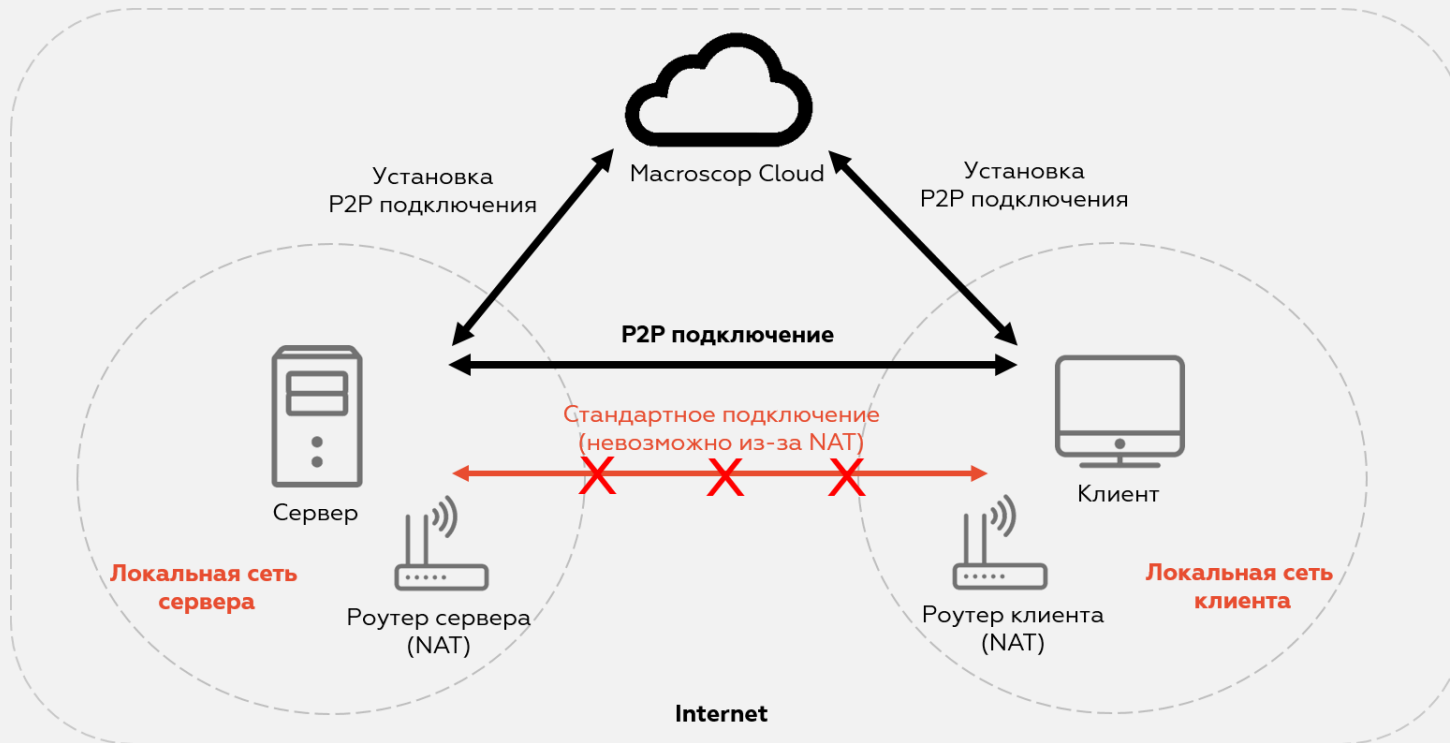 Macroscop Cloud
Установка
P2P подключения
Установка
P2P подключения
P2P подключение
Стандартное подключение
(невозможно из-за NAT)
Сервер
Клиент
Локальная сеть
сервера
Роутер сервера
(NAT)
Роутер клиента
(NAT)
Локальная сеть
клиента
Internet